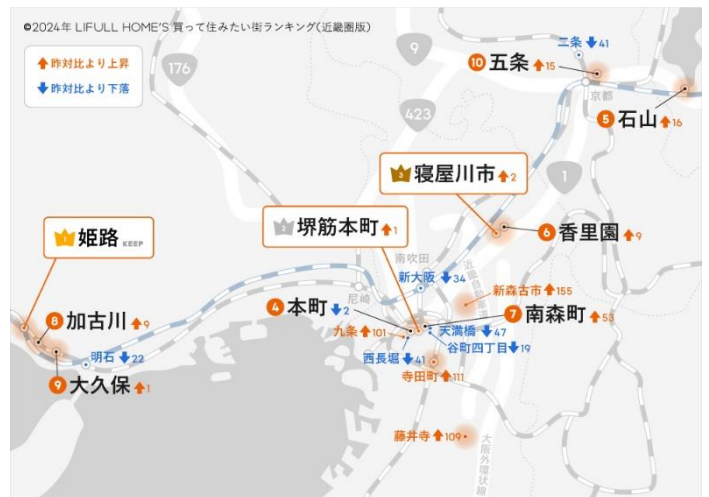 ©2024年 LIFULL HOME'S 買って住みたい街ランキング(近畿圏版)
⬆昨対比より上昇
⬇昨対比より下落
9
176
423
1
二条⬇41
10 五条⬆15
京都
5 石山⬆16
3 寝屋川市⬆2
6 香里園⬆9
2 堺筋本町⬆1
1 姫路 KEEP
南吹田
新大阪⬇34
尼崎
新森古市⬆155
8 加古川⬆9
4 本町⬇2
7 南森町⬆53
九条⬆101
天満橋⬇47
谷町四丁目⬇19
明石⬇22
西長堀⬇41
寺田町⬆111
9 大久保⬆1
藤井寺⬆109
大阪外環状線